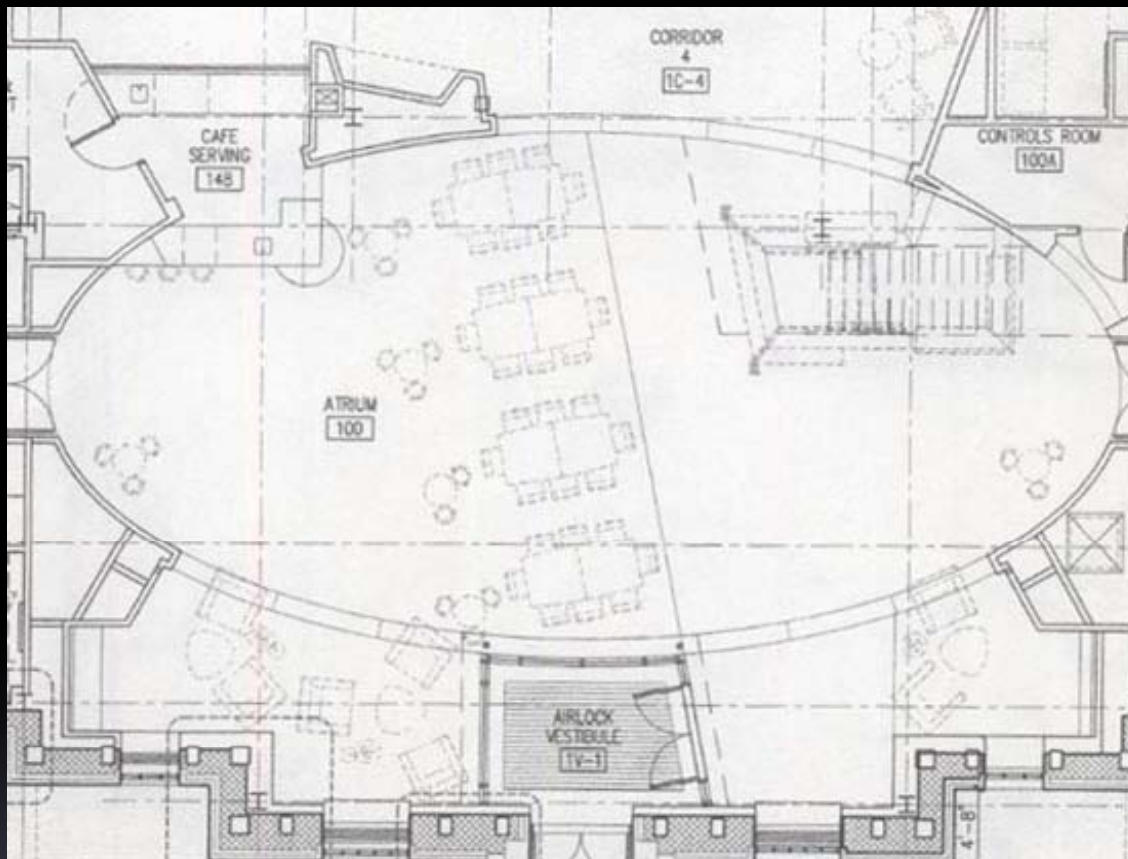 CORRIDOR
4
1C-4
CAFE
SERVING
148
CONTROLS ROOM
100A
ATRIUM
100
AIRLOCK
VESTIBULE
1V-1
4'-8"